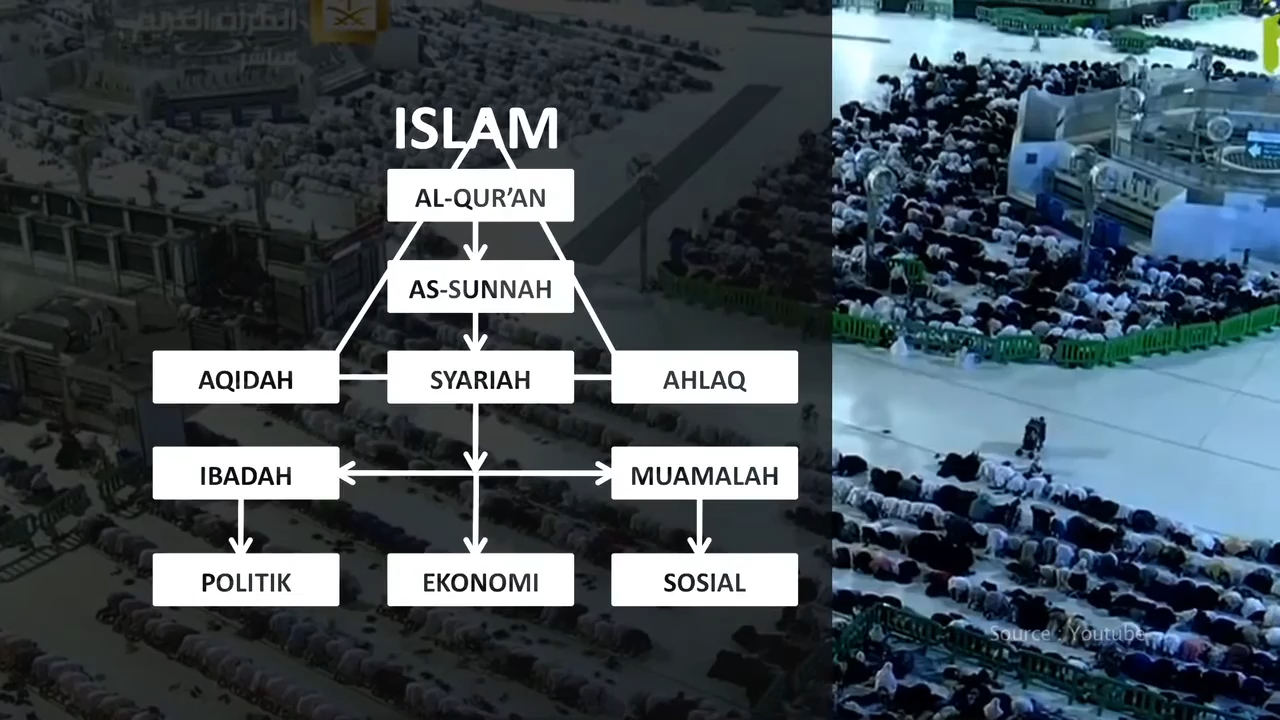 ISLAM
AL-QUR’AN
AS-SUNNAH
AQIDAH
SYARIAH
AHLAQ
IBADAH
MUAMALAH
POLITIK
EKONOMI
SOSIAL
Source : Youtube